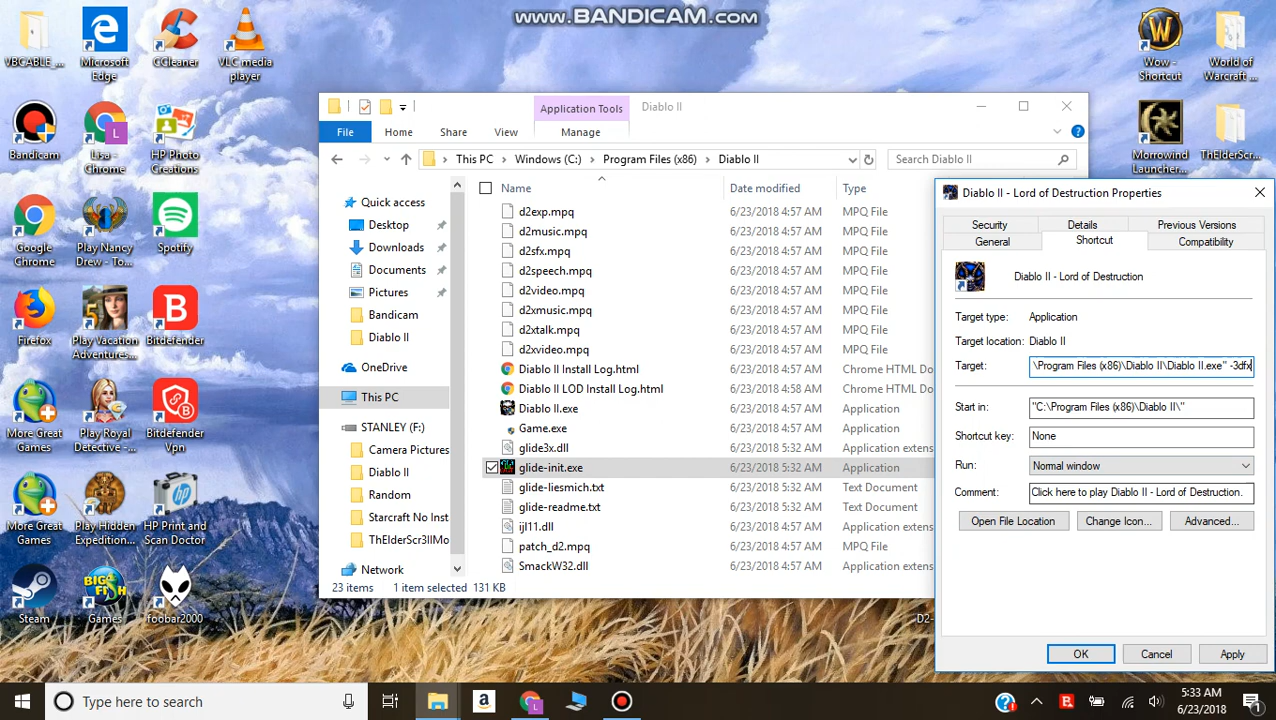 www.BANDICAM.com
VBCABLE_...
Microsoft
Edge
CCleaner
VLC media
player
Wow -
Shortcut
World of
Warcraft ...
Bandicam
Lisa -
Chrome
HP Photo
Creations
Morrowind
Launcher...
ThElderScr...
Google
Chrome
Play Nancy
Drew - To...
Spotify
Firefox
Play Vacation
Adventures...
Bitdefender
More Great
Games
Play Royal
Detective -...
Bitdefender
Vpn
More Great
Games
Play Hidden
Expedition...
HP Print and
Scan Doctor
Steam
Games
foobar2000
D2-
Application Tools
Diablo II
File
Home
Share
View
Manage
This PC
Windows (C:)
Program Files (x86)
Diablo II
Search Diablo II
Quick access
Desktop
Downloads
Documents
Pictures
Bandicam
Diablo II
OneDrive
This PC
STANLEY (F:)
Camera Pictures
Diablo II
Random
Starcraft No Inst
ThElderScr3IIMo
Network
Name
Date modified
Type
d2exp.mpq 6/23/2018 4:57 AM MPQ File
d2music.mpq 6/23/2018 4:57 AM MPQ File
d2sfx.mpq 6/23/2018 4:57 AM MPQ File
d2speech.mpq 6/23/2018 4:57 AM MPQ File
d2video.mpq 6/23/2018 4:57 AM MPQ File
d2xmusic.mpq 6/23/2018 4:57 AM MPQ File
d2xtalk.mpq 6/23/2018 4:57 AM MPQ File
d2xvideo.mpq 6/23/2018 4:57 AM MPQ File
Diablo II Install Log.html 6/23/2018 4:57 AM Chrome HTML Do
Diablo II LOD Install Log.html 6/23/2018 4:57 AM Chrome HTML Do
Diablo II.exe 6/23/2018 4:57 AM Application
Game.exe 6/23/2018 4:57 AM Application
glide3x.dll 6/23/2018 5:32 AM Application extens
glide-init.exe 6/23/2018 5:32 AM Application
glide-liesmich.txt 6/23/2018 5:32 AM Text Document
glide-readme.txt 6/23/2018 5:32 AM Text Document
ijl11.dll 6/23/2018 4:57 AM Application extens
patch_d2.mpq 6/23/2018 4:57 AM MPQ File
SmackW32.dll 6/23/2018 4:57 AM Application extens
23 items 1 item selected 131 KB
Diablo II - Lord of Destruction Properties
Security
Details
Previous Versions
General
Shortcut
Compatibility
Diablo II - Lord of Destruction
Target type: Application
Target location: Diablo II
Target: \Program Files (x86)\Diablo II\Diablo II.exe" -3dfx
Start in: "C:\Program Files (x86)\Diablo II\"
Shortcut key: None
Run: Normal window
Comment: Click here to play Diablo II - Lord of Destruction.
Open File Location
Change Icon...
Advanced...
OK
Cancel
Apply
Type here to search
5:33 AM
6/23/2018